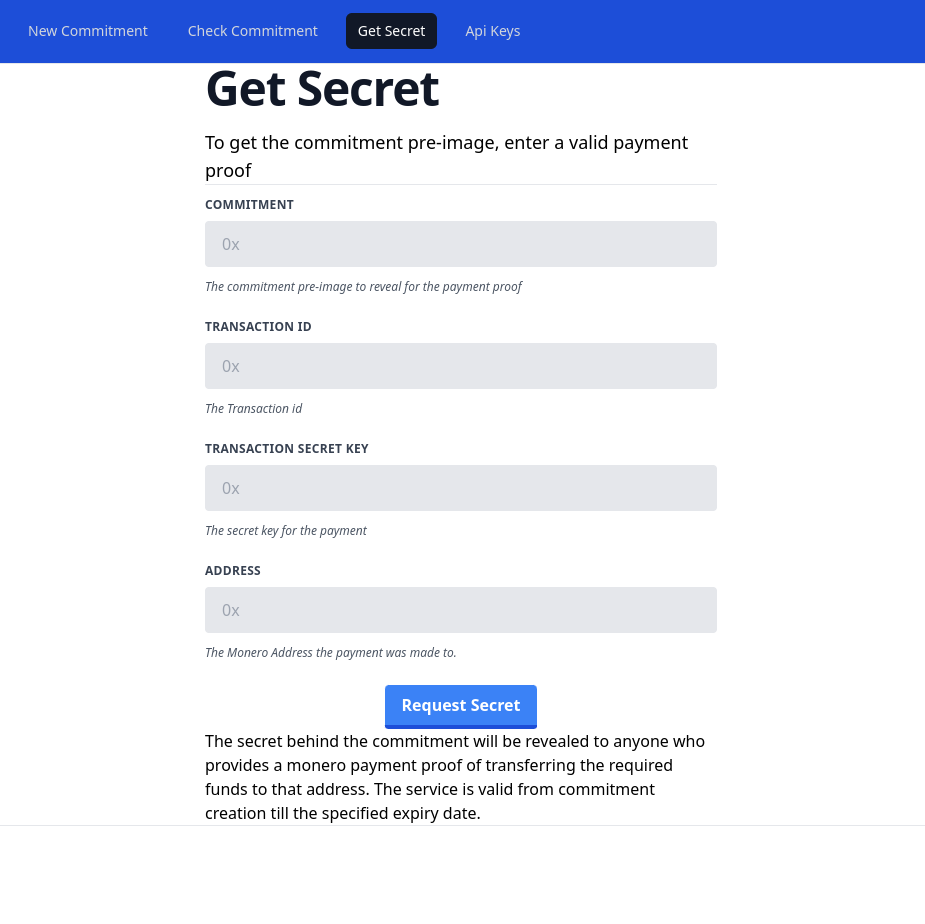 New Commitment Check Commitment Get Secret Api Keys
Get Secret
To get the commitment pre-image, enter a valid payment
proof
COMMITMENT
0x
The commitment pre-image to reveal for the payment proof
TRANSACTION ID
0x
The Transaction id
TRANSACTION SECRET KEY
0x
The secret key for the payment
ADDRESS
0x
The Monero Address the payment was made to.
Request Secret
The secret behind the commitment will be revealed to anyone who
provides a monero payment proof of transferring the required
funds to that address. The service is valid from commitment
creation till the specified expiry date.